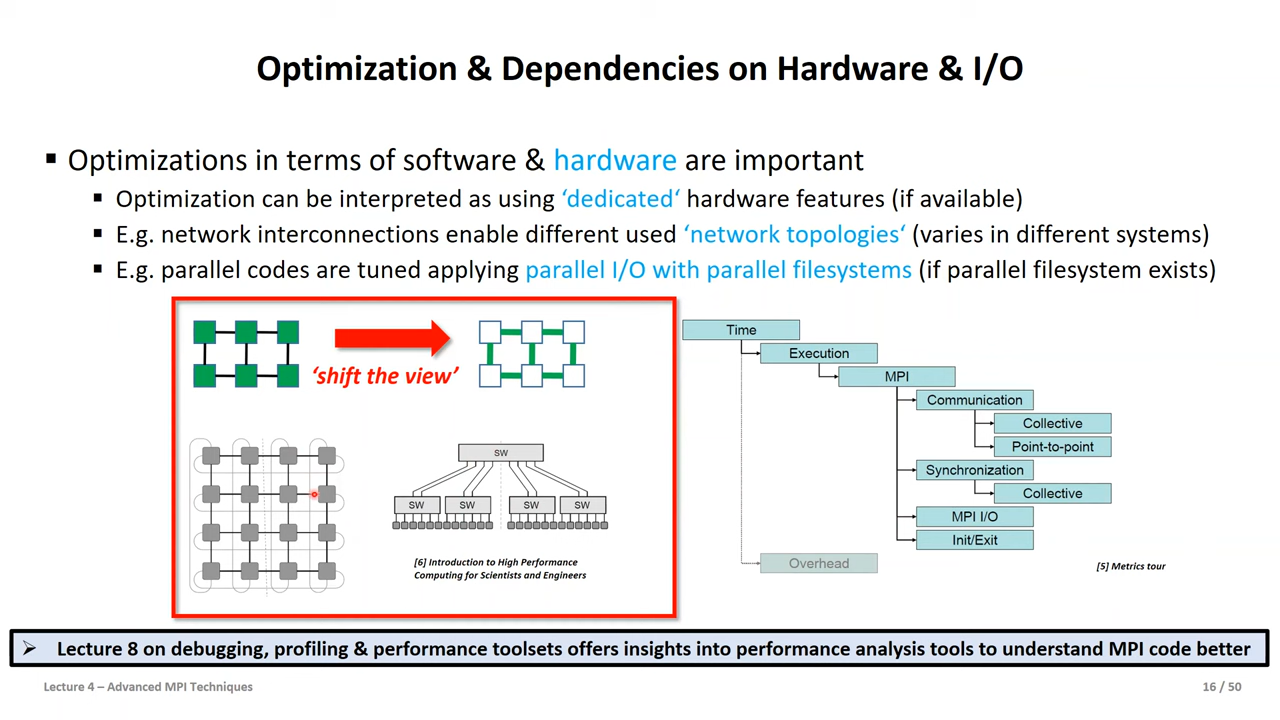 Optimization & Dependencies on Hardware & I/O
▪ Optimizations in terms of software & hardware are important
▪ Optimization can be interpreted as using ‘dedicated‘ hardware features (if available)
▪ E.g. network interconnections enable different used ‘network topologies‘ (varies in different systems)
▪ E.g. parallel codes are tuned applying parallel I/O with parallel filesystems (if parallel filesystem exists)
‘shift the view’
SW
SW SW SW SW
[6] Introduction to High Performance
Computing for Scientists and Engineers
Time
Execution
MPI
Communication
Collective
Point-to-point
Synchronization
Collective
MPI I/O
Init/Exit
Overhead
[5] Metrics tour
➢ Lecture 8 on debugging, profiling & performance toolsets offers insights into performance analysis tools to understand MPI code better
Lecture 4 – Advanced MPI Techniques
16 / 50